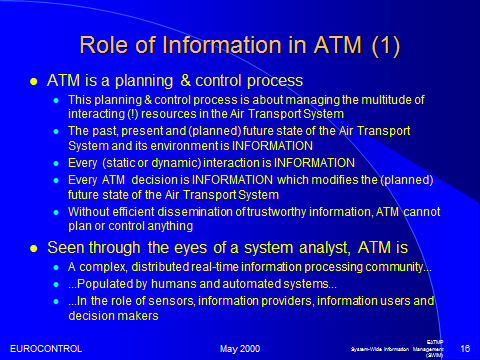 Role of Information in ATM (1)
ATM is a planning & control process
This planning & control process is about managing the multitude of
interacting (!) resources in the Air Transport System
The past, present and (planned) future state of the Air Transport
System and its environment is INFORMATION
Every (static or dynamic) interaction is INFORMATION
Every ATM decision is INFORMATION which modifies the (planned)
future state of the Air Transport System
Without efficient dissemination of trustworthy information, ATM cannot
plan or control anything
Seen through the eyes of a system analyst, ATM is
A complex, distributed real-time information processing community...
...Populated by humans and automated systems...
...In the role of sensors, information providers, information users and
decision makers
EUROCONTROL
May 2000
EATMP
System-Wide Information Management
(SWIM)
16